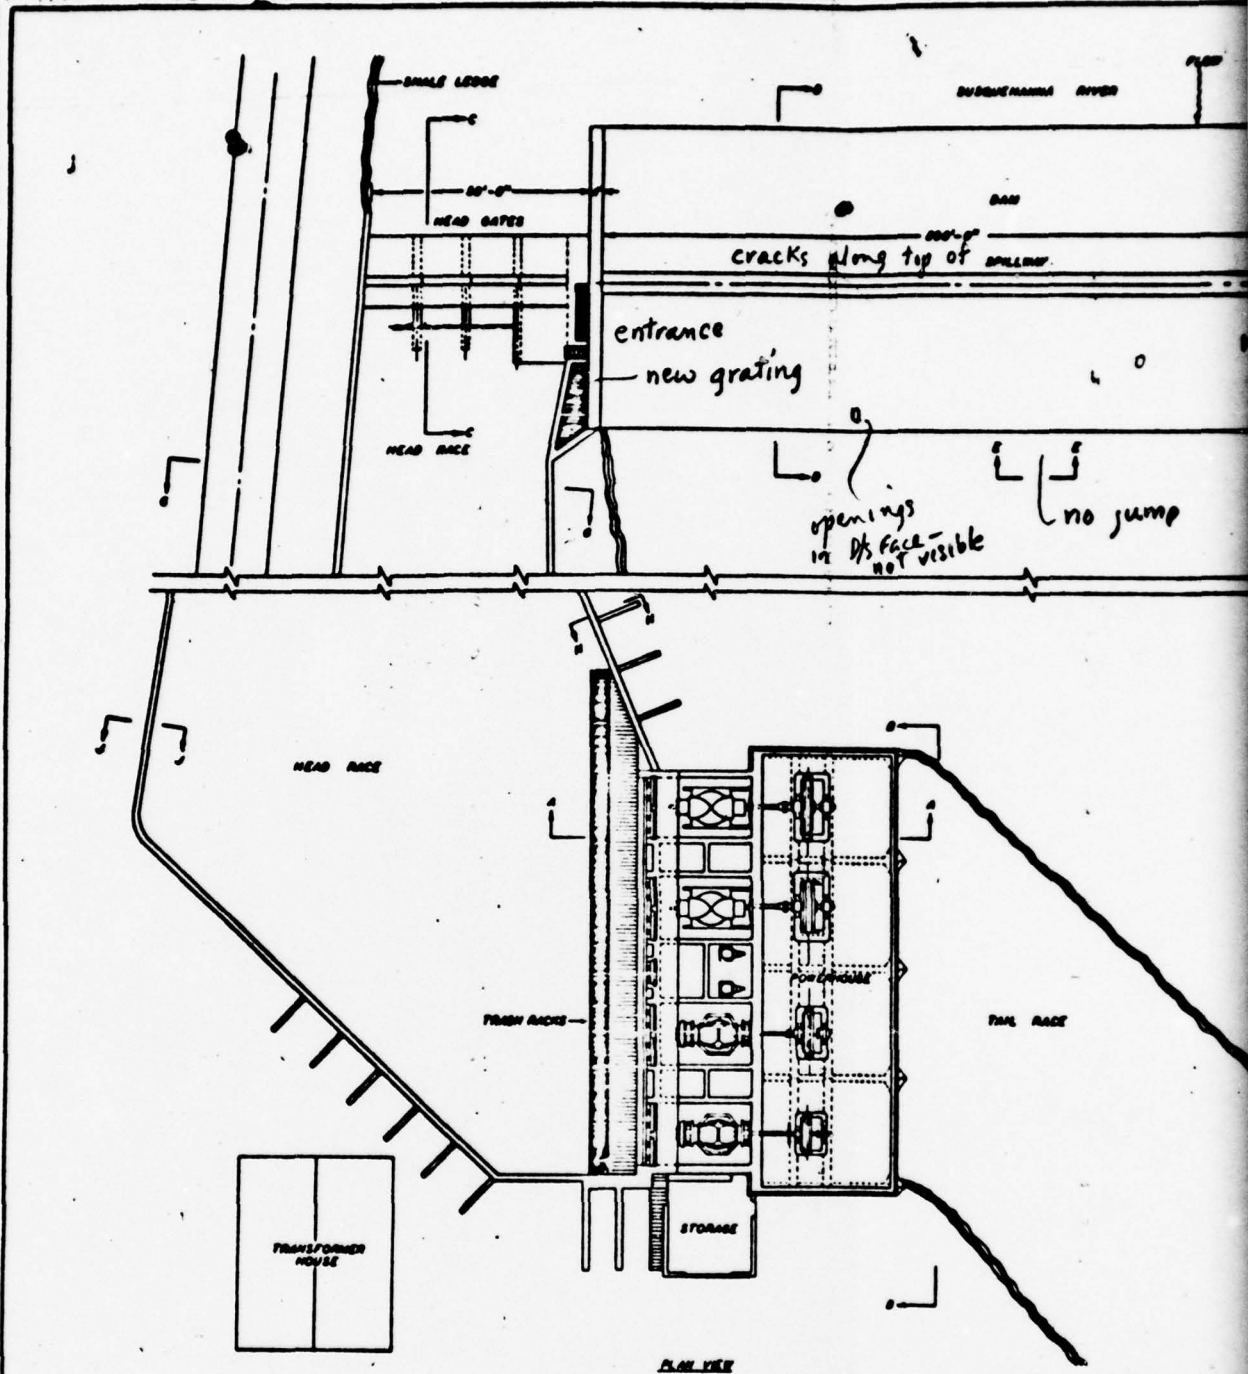 SHALE LEDGE
FLOW
D
SUSQUEHANNA RIVER
C
DAM
HEAD GATES
cracks along top of SPILLWAY
entrance
new grating
C
HEAD RACE
D
E E
G
G
openings
in D/s face -
not visible
no jump
H H
J J
HEAD RACE
B
A A
POWERHOUSE
TRASH RACKS
TAIL RACE
STORAGE
TRANSFORMER
HOUSE
B
PLAN VIEW